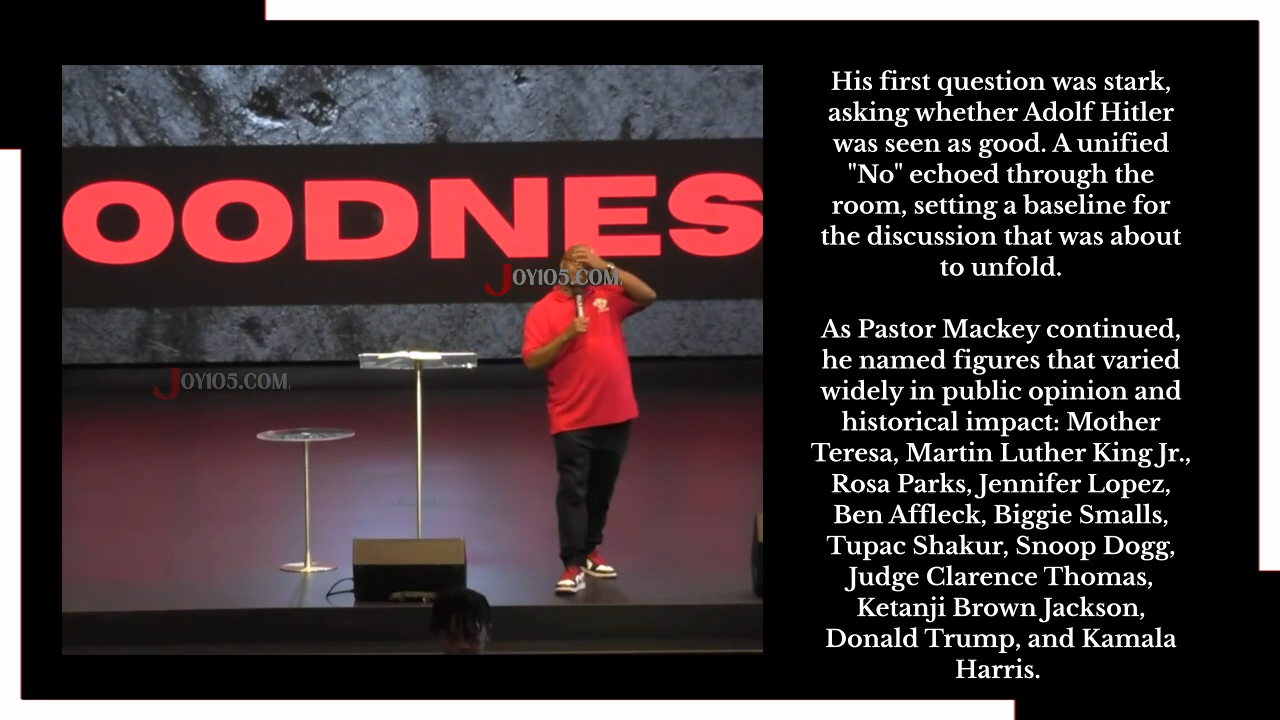 OODNES
JOY105.COM
JOY105.COM
His first question was stark,
asking whether Adolf Hitler
was seen as good. A unified
"No" echoed through the
room, setting a baseline for
the discussion that was about
to unfold.
As Pastor Mackey continued,
he named figures that varied
widely in public opinion and
historical impact: Mother
Teresa, Martin Luther King Jr.,
Rosa Parks, Jennifer Lopez,
Ben Affleck, Biggie Smalls,
Tupac Shakur, Snoop Dogg,
Judge Clarence Thomas,
Ketanji Brown Jackson,
Donald Trump, and Kamala
Harris.